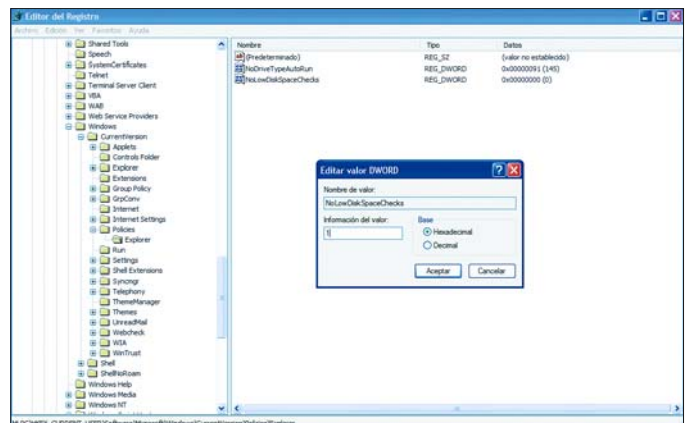 Editor del Registro
Archivo Edición Ver Favoritos Ayuda
Shared Tools
Speech
SystemCertificates
Telnet
Terminal Server Client
VBA
WAB
Web Service Providers
Windows
CurrentVersion
Applets
Controls Folder
Explorer
Extensions
Group Policy
GrpConv
Internet
Internet Settings
Policies
Explorer
Run
Settings
Shell Extensions
Syncmgr
Telephony
ThemeManager
Themes
UnreadMail
Webcheck
WIA
WinTrust
Shell
ShellNoRoam
Windows Help
Windows Media
Windows NT
Nombre Tipo Datos
(Predeterminado) REG_SZ (valor no establecido)
NoDriveTypeAutoRun REG_DWORD 0x00000091 (145)
NoLowDiskSpaceChecks REG_DWORD 0x00000000 (0)
Editar valor DWORD
Nombre de valor:
NoLowDiskSpaceChecks
Información del valor:
1
Base
Hexadecimal
Decimal
Aceptar Cancelar